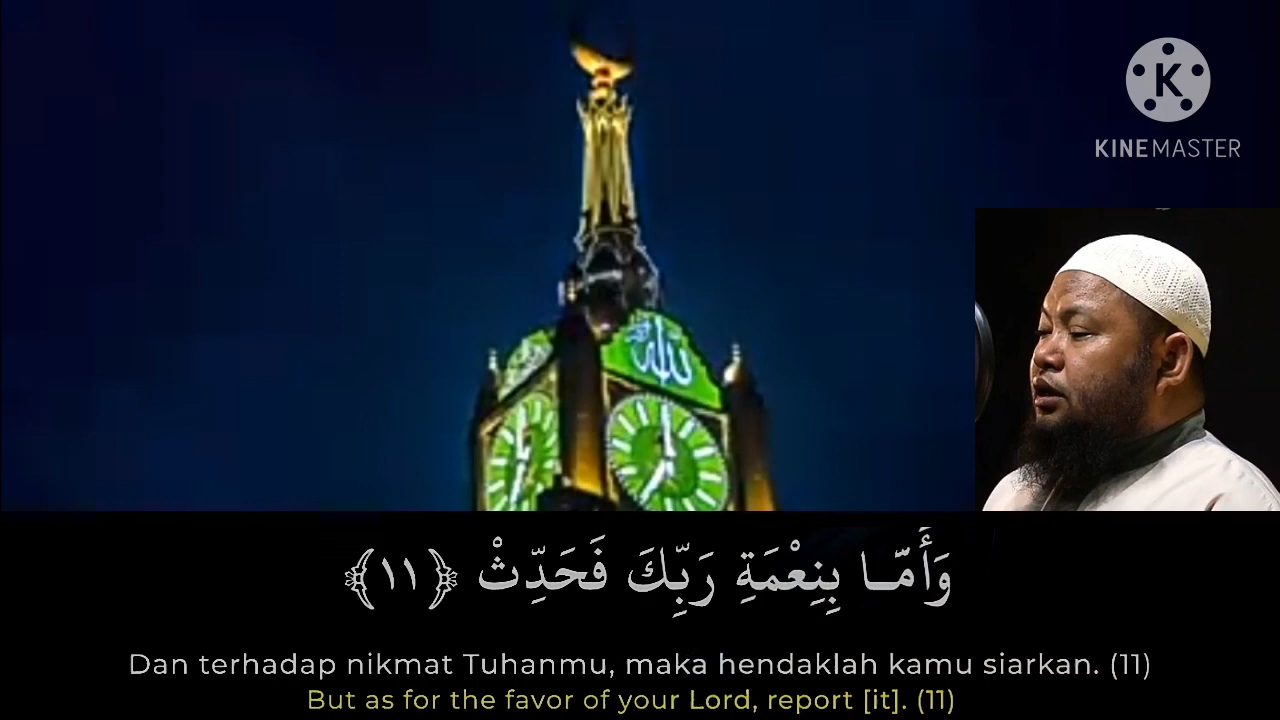 الله
K
KINEMASTER
وَأَمَّا بِنِعْمَةِ رَبِّكَ فَحَدِّثْ ﴿١١﴾
Dan terhadap nikmat Tuhanmu, maka hendaklah kamu siarkan. (11)
But as for the favor of your Lord, report [it]. (11)